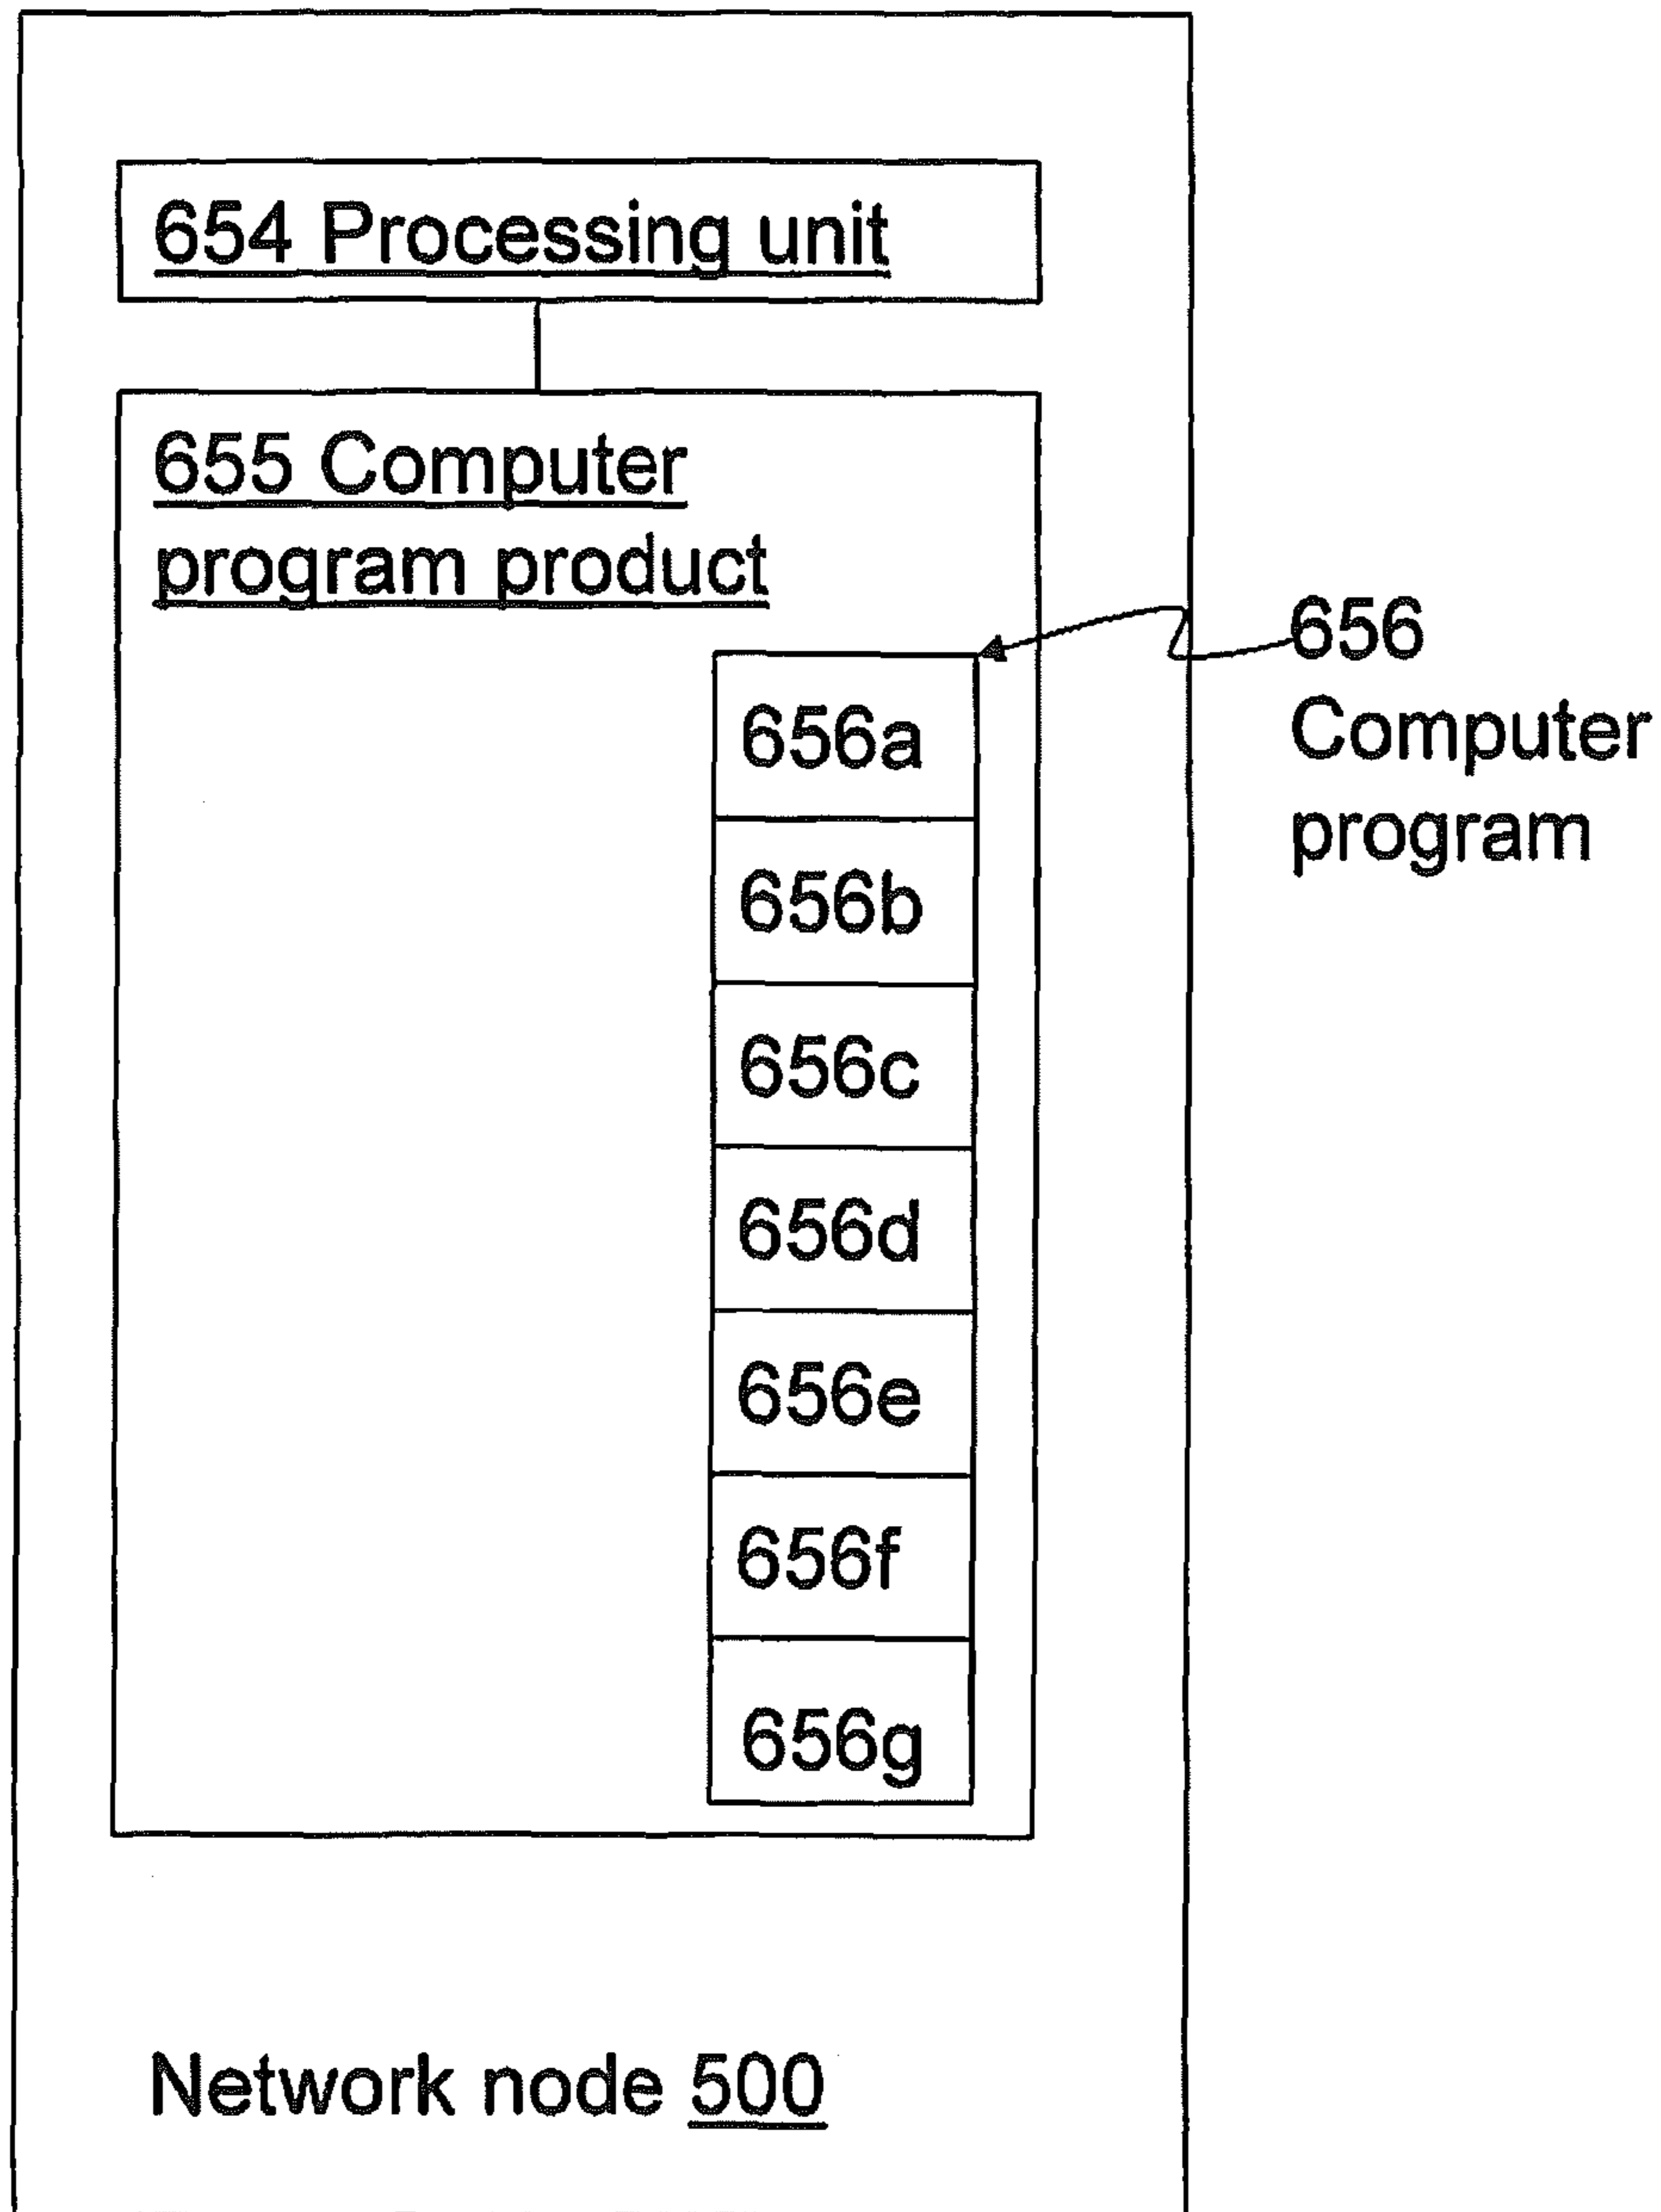 654 Processing unit
655 Computer
program product
656
Computer
program
656a
656b
656c
656d
656e
656f
656g
Network node 500